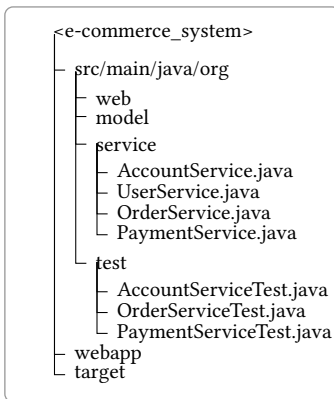 <e-commerce_system>
src/main/java/org
web
model
service
AccountService.java
UserService.java
OrderService.java
PaymentService.java
test
AccountServiceTest.java
OrderServiceTest.java
PaymentServiceTest.java
webapp
target